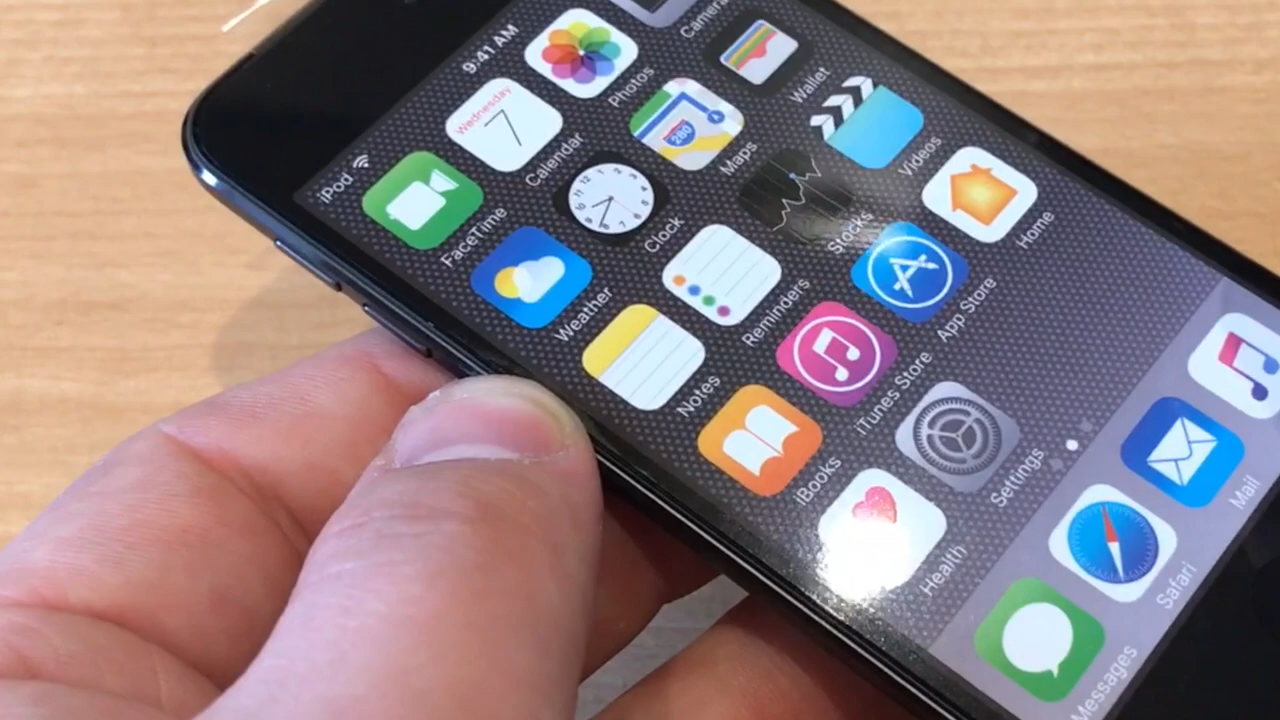 iPod
9:41 AM
FaceTime
Wednesday
7
Calendar
Photos
Camera
Weather
Clock
Maps
280
Wallet
Notes
Reminders
Stocks
Videos
iBooks
iTunes Store
App Store
Home
Health
Settings
Messages
Safari
Mail